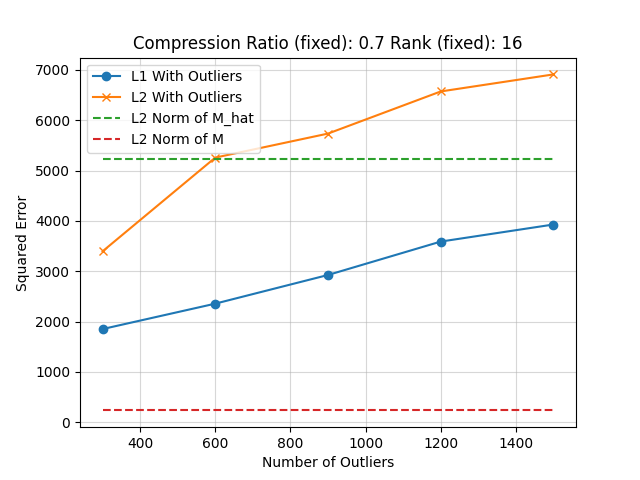 Compression Ratio (fixed): 0.7 Rank (fixed): 16
L1 With Outliers
L2 With Outliers
L2 Norm of M_hat
L2 Norm of M
Squared Error
7000
6000
5000
4000
3000
2000
1000
0
400 600 800 1000 1200 1400
Number of Outliers